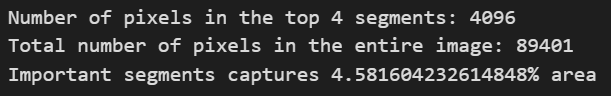 Number of pixels in the top 4 segments: 4096
Total number of pixels in the entire image: 89401
Important segments captures 4.581604232614848% area